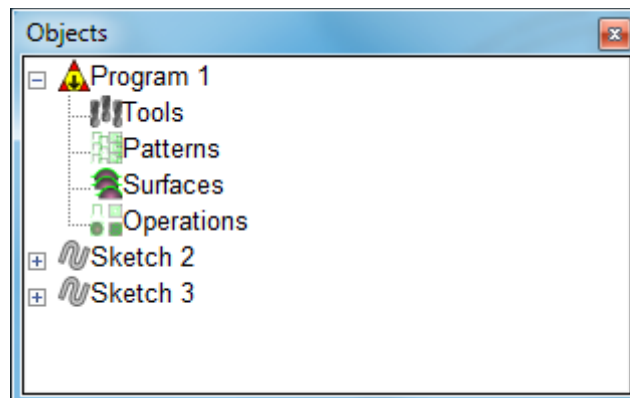 Objects
Program 1
Tools
Patterns
Surfaces
Operations
Sketch 2
Sketch 3